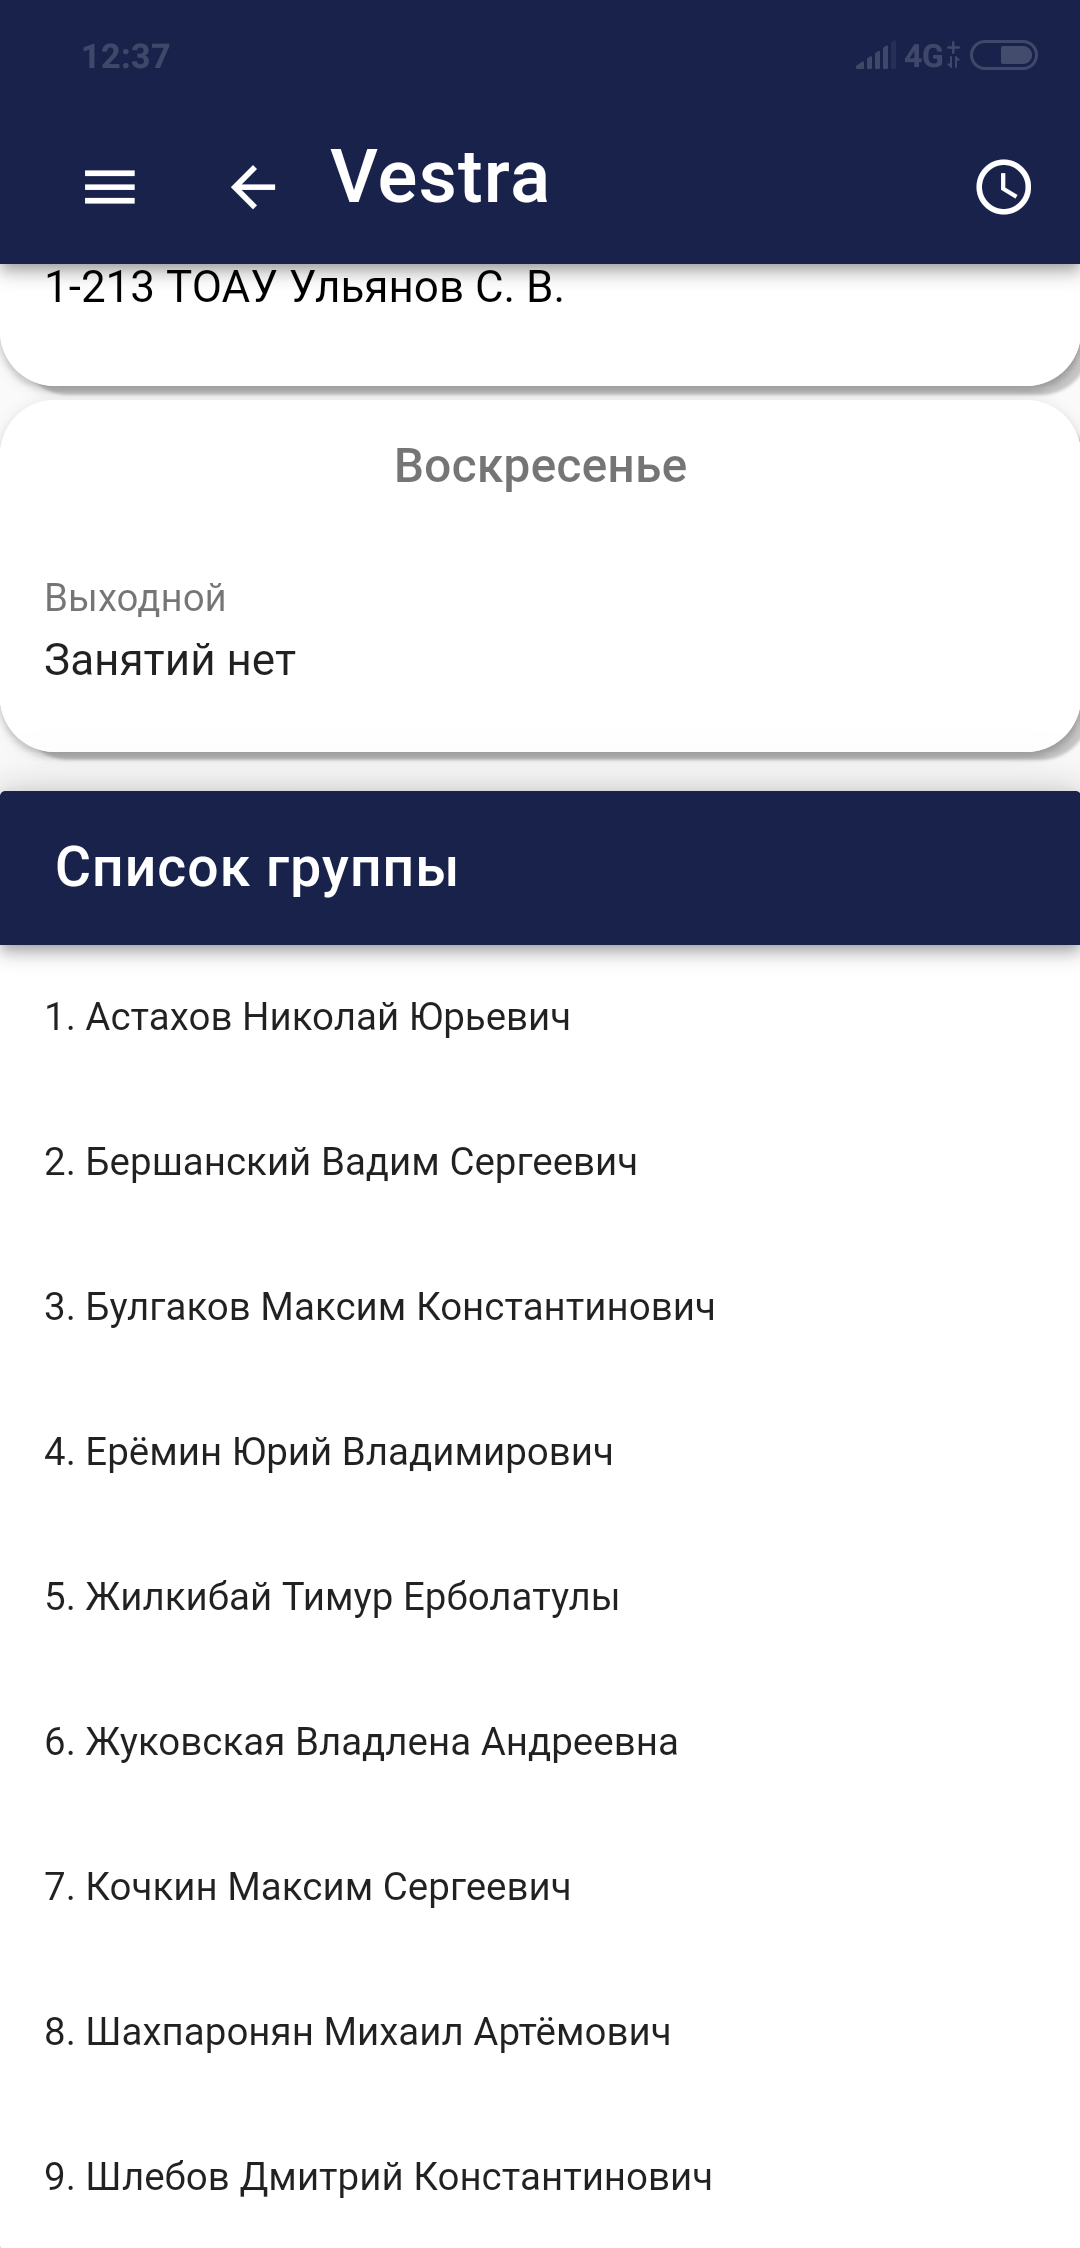 12:37 4G+
Vestra
1-213 ТОАУ Ульянов С. В.
Воскресенье
Выходной
Занятий нет
Список группы
1. Астахов Николай Юрьевич
2. Бершанский Вадим Сергеевич
3. Булгаков Максим Константинович
4. Ерёмин Юрий Владимирович
5. Жилкибай Тимур Ерболатулы
6. Жуковская Владлена Андреевна
7. Кочкин Максим Сергеевич
8. Шахпаронян Михаил Артёмович
9. Шлебов Дмитрий Константинович